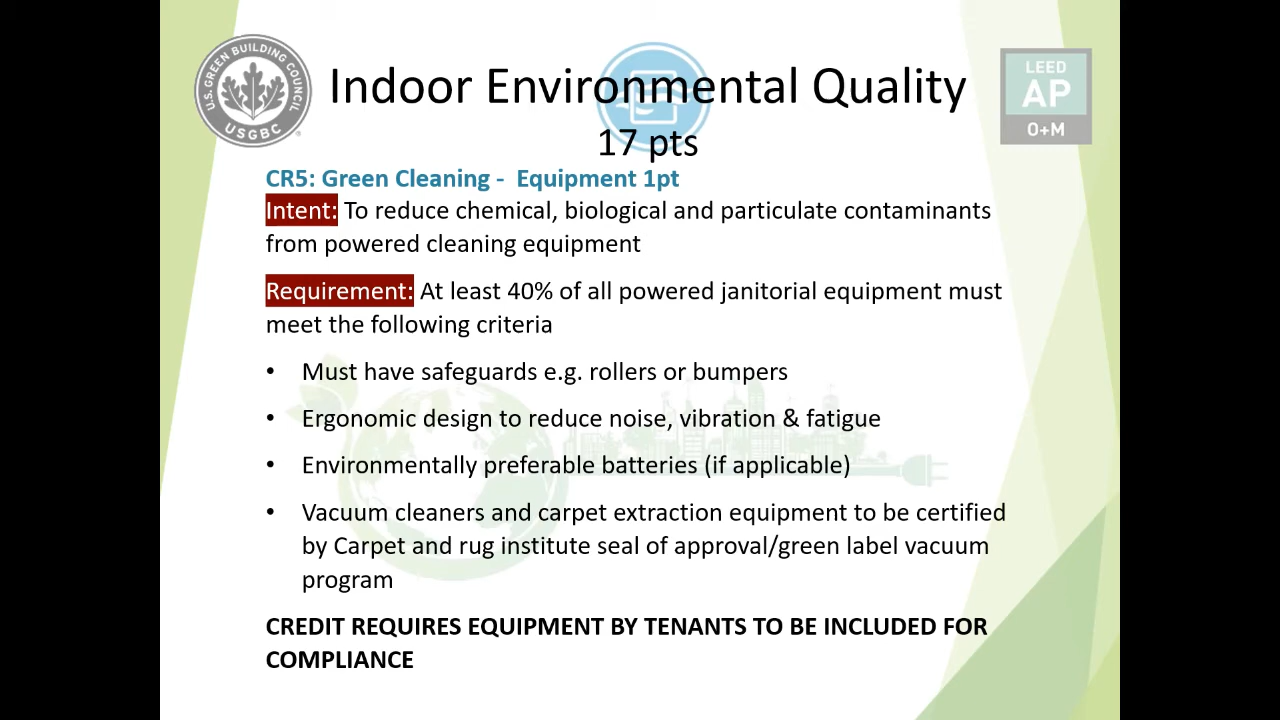 U.S. GREEN BUILDING COUNCIL
USGBC
®
Indoor Environmental Quality
17 pts
LEED
AP
O+M
CR5: Green Cleaning - Equipment 1pt
Intent: To reduce chemical, biological and particulate contaminants
from powered cleaning equipment
Requirement: At least 40% of all powered janitorial equipment must
meet the following criteria
• Must have safeguards e.g. rollers or bumpers
• Ergonomic design to reduce noise, vibration & fatigue
• Environmentally preferable batteries (if applicable)
• Vacuum cleaners and carpet extraction equipment to be certified
by Carpet and rug institute seal of approval/green label vacuum
program
CREDIT REQUIRES EQUIPMENT BY TENANTS TO BE INCLUDED FOR
COMPLIANCE